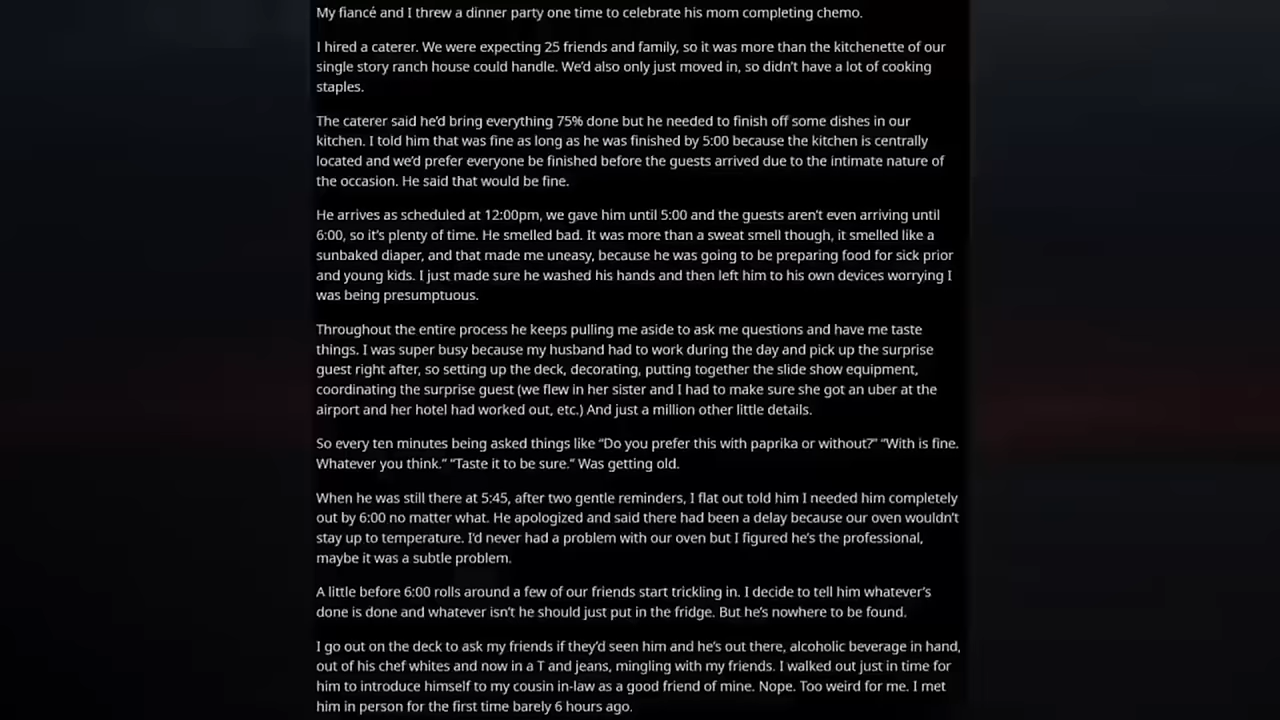 My fiancé and I threw a dinner party one time to celebrate his mom completing chemo.
I hired a caterer. We were expecting 25 friends and family, so it was more than the kitchenette of our
single story ranch house could handle. We’d also only just moved in, so didn’t have a lot of cooking
staples.
The caterer said he’d bring everything 75% done but he needed to finish off some dishes in our
kitchen. I told him that was fine as long as he was finished by 5:00 because the kitchen is centrally
located and we’d prefer everyone be finished before the guests arrived due to the intimate nature of
the occasion. He said that would be fine.
He arrives as scheduled at 12:00pm, we gave him until 5:00 and the guests aren’t even arriving until
6:00, so it’s plenty of time. He smelled bad. It was more than a sweat smell though, it smelled like a
sunbaked diaper, and that made me uneasy, because he was going to be preparing food for sick prior
and young kids. I just made sure he washed his hands and then left him to his own devices worrying I
was being presumptuous.
Throughout the entire process he keeps pulling me aside to ask me questions and have me taste
things. I was super busy because my husband had to work during the day and pick up the surprise
guest right after, so setting up the deck, decorating, putting together the slide show equipment,
coordinating the surprise guest (we flew in her sister and I had to make sure she got an uber at the
airport and her hotel had worked out, etc.) And just a million other little details.
So every ten minutes being asked things like “Do you prefer this with paprika or without?” “With is fine.
Whatever you think.” “Taste it to be sure.” Was getting old.
When he was still there at 5:45, after two gentle reminders, I flat out told him I needed him completely
out by 6:00 no matter what. He apologized and said there had been a delay because our oven wouldn’t
stay up to temperature. I’d never had a problem with our oven but I figured he’s the professional,
maybe it was a subtle problem.
A little before 6:00 rolls around a few of our friends start trickling in. I decide to tell him whatever’s
done is done and whatever isn’t he should just put in the fridge. But he’s nowhere to be found.
I go out on the deck to ask my friends if they’d seen him and he’s out there, alcoholic beverage in hand,
out of his chef whites and now in a T and jeans, mingling with my friends. I walked out just in time for
him to introduce himself to my cousin in-law as a good friend of mine. Nope. Too weird for me. I met
him in person for the first time barely 6 hours ago.